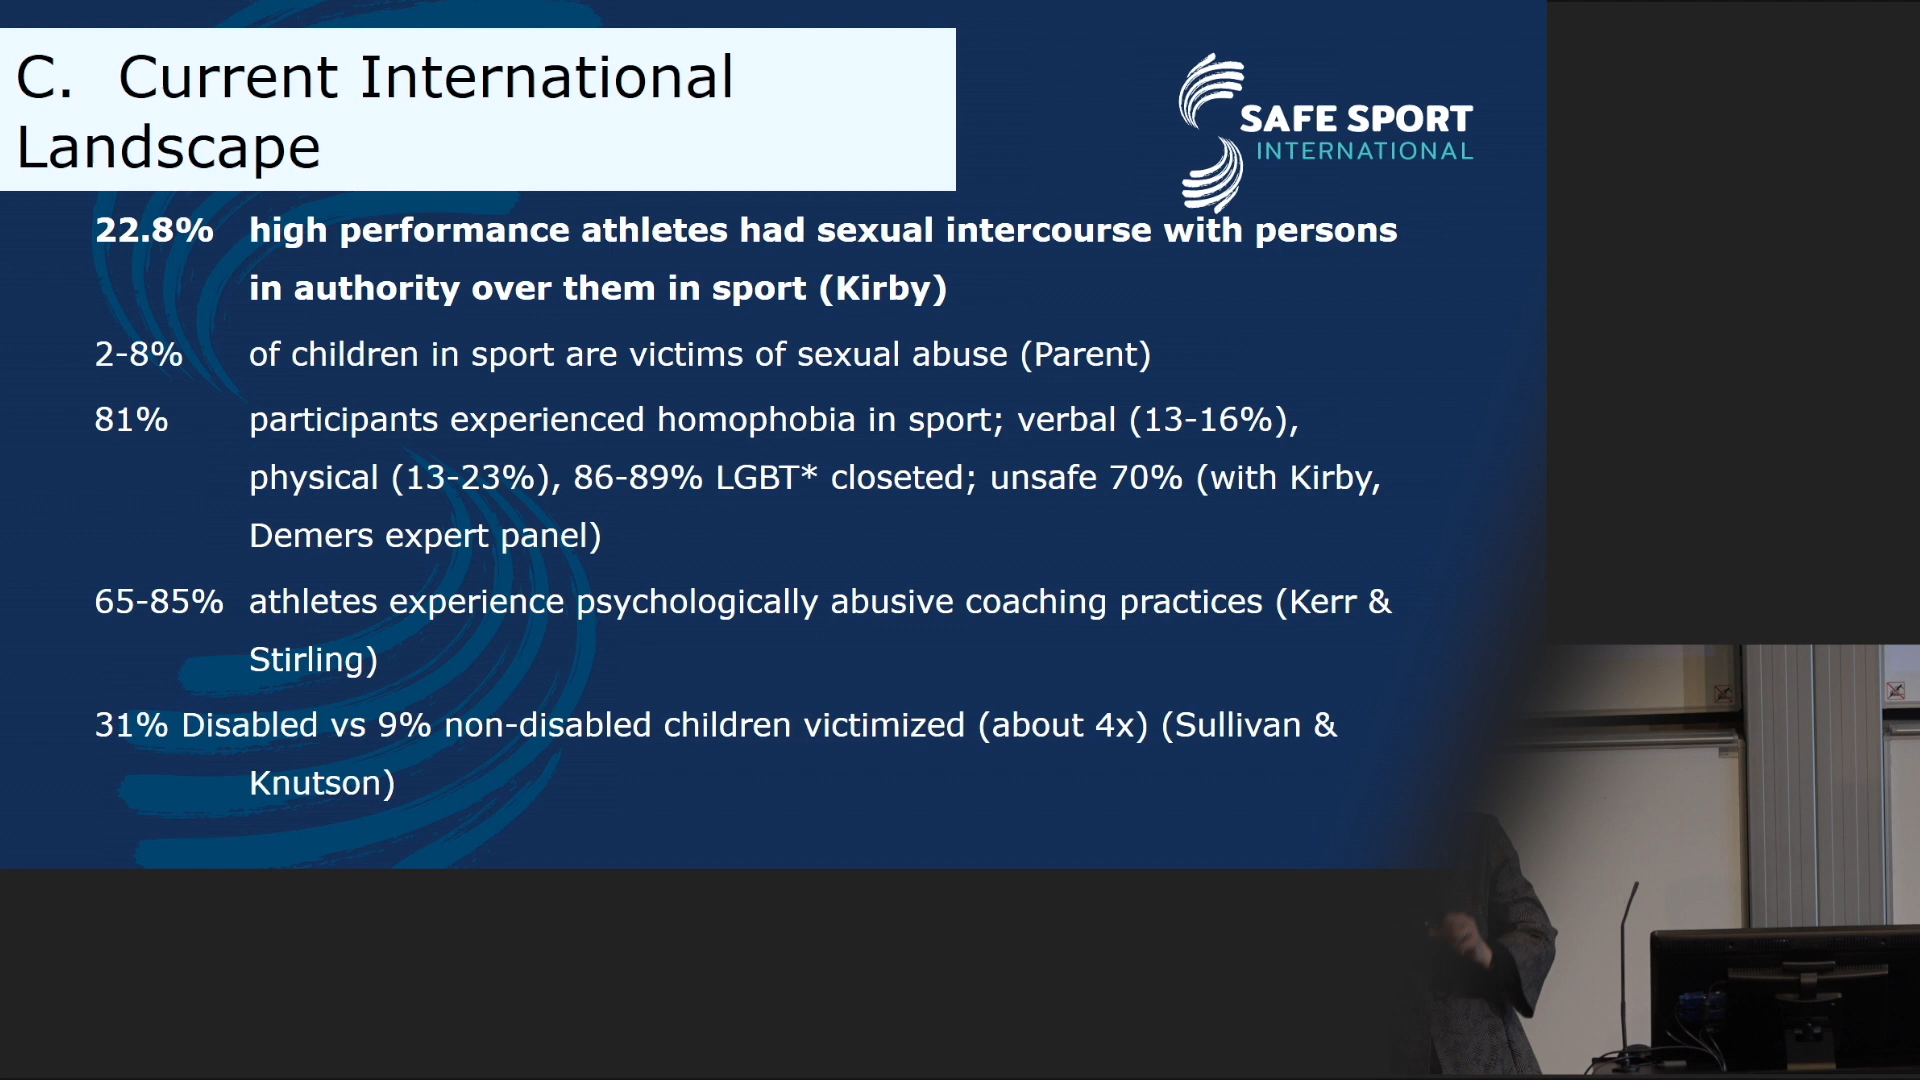 C. Current International
Landscape
SAFE SPORT
INTERNATIONAL
22.8% high performance athletes had sexual intercourse with persons
in authority over them in sport (Kirby)
2-8% of children in sport are victims of sexual abuse (Parent)
81% participants experienced homophobia in sport; verbal (13-16%),
physical (13-23%), 86-89% LGBT* closeted; unsafe 70% (with Kirby,
Demers expert panel)
65-85% athletes experience psychologically abusive coaching practices (Kerr &
Stirling)
31% Disabled vs 9% non-disabled children victimized (about 4x) (Sullivan &
Knutson)